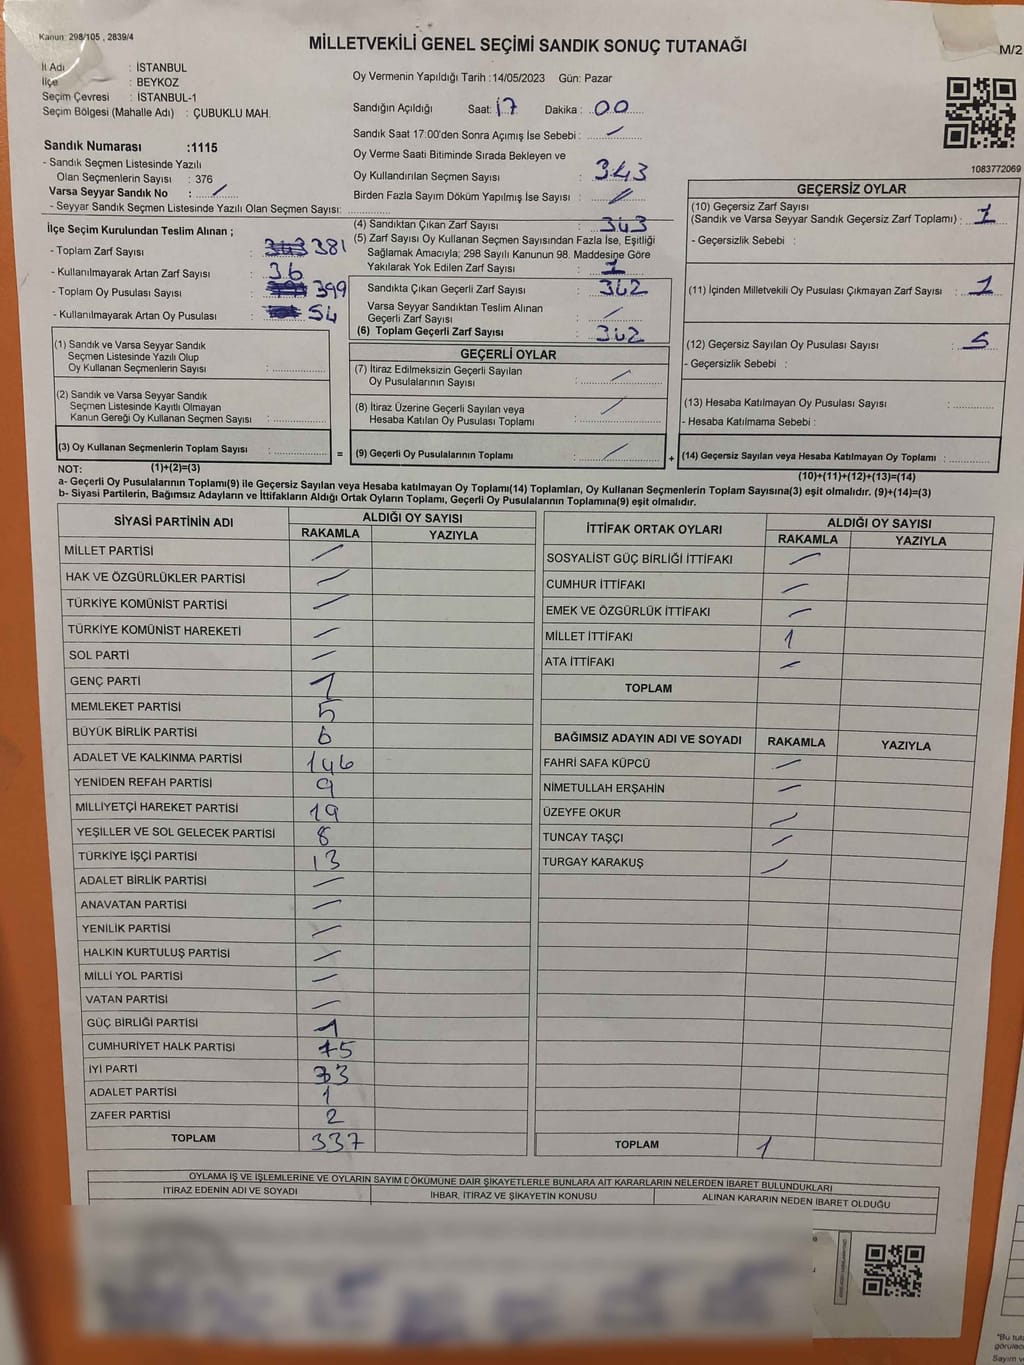 Kanun: 298/105 , 2839/4
MİLLETVEKİLİ GENEL SEÇİMİ SANDIK SONUÇ TUTANAĞI
M/2
İl Adı : İSTANBUL
İlçe : BEYKOZ
Seçim Çevresi : İSTANBUL-1
Seçim Bölgesi (Mahalle Adı) : ÇUBUKLU MAH.
Sandık Numarası :1115
- Sandık Seçmen Listesinde Yazılı
Olan Seçmenlerin Sayısı : 376
Varsa Seyyar Sandık No : /
- Seyyar Sandık Seçmen Listesinde Yazılı Olan Seçmen Sayısı:
Oy Vermenin Yapıldığı Tarih :14/05/2023 Gün: Pazar
Sandığın Açıldığı Saat: 17 Dakika : 00
Sandık Saat 17:00'den Sonra Açımış İse Sebebi : /
Oy Verme Saati Bitiminde Sırada Bekleyen ve
Oy Kullandırılan Seçmen Sayısı : 343
Birden Fazla Sayım Döküm Yapılmış İse Sayısı : /
1083772069
İlçe Seçim Kurulundan Teslim Alınan ;
- Toplam Zarf Sayısı : 343 381
- Kullanılmayarak Artan Zarf Sayısı : 36
- Toplam Oy Pusulası Sayısı : 399
- Kullanılmayarak Artan Oy Pusulası : 54
(1) Sandık ve Varsa Seyyar Sandık
Seçmen Listesinde Yazılı Olup
Oy Kullanan Seçmenlerin Sayısı :
(2) Sandık ve Varsa Seyyar Sandık
Seçmen Listesinde Kayıtlı Olmayan
Kanun Gereği Oy Kullanan Seçmen Sayısı :
(3) Oy Kullanan Seçmenlerin Toplam Sayısı :
(4) Sandıktan Çıkan Zarf Sayısı : 343
(5) Zarf Sayısı Oy Kullanan Seçmen Sayısından Fazla İse, Eşitliği
Sağlamak Amacıyla; 298 Sayılı Kanunun 98. Maddesine Göre
Yakılarak Yok Edilen Zarf Sayısı : 1
Sandıkta Çıkan Geçerli Zarf Sayısı : 342
Varsa Seyyar Sandıktan Teslim Alınan
Geçerli Zarf Sayısı : /
(6) Toplam Geçerli Zarf Sayısı : 342
GEÇERLİ OYLAR
(7) İtiraz Edilmeksizin Geçerli Sayılan
Oy Pusulalarının Sayısı : /
(8) İtiraz Üzerine Geçerli Sayılan veya
Hesaba Katılan Oy Pusulası Toplamı : /
= (9) Geçerli Oy Pusulalarının Toplamı : /
GEÇERSİZ OYLAR
(10) Geçersiz Zarf Sayısı
(Sandık ve Varsa Seyyar Sandık Geçersiz Zarf Toplamı) : 1
- Geçersizlik Sebebi :
(11) İçinden Milletvekili Oy Pusulası Çıkmayan Zarf Sayısı : 1
(12) Geçersiz Sayılan Oy Pusulası Sayısı : 5
- Geçersizlik Sebebi :
(13) Hesaba Katılmayan Oy Pusulası Sayısı :
- Hesaba Katılmama Sebebi :
+ (14) Geçersiz Sayılan veya Hesaba Katılmayan Oy Toplamı :
NOT: (1)+(2)=(3)
(10)+(11)+(12)+(13)=(14)
a- Geçerli Oy Pusulalarının Toplamı(9) ile Geçersiz Sayılan veya Hesaba katılmayan Oy Toplamı(14) Toplamları, Oy Kullanan Seçmenlerin Toplam Sayısına(3) eşit olmalıdır. (9)+(14)=(3)
b- Siyasi Partilerin, Bağımsız Adayların ve İttifakların Aldığı Ortak Oyların Toplamı, Geçerli Oy Pusulalarının Toplamına(9) eşit olmalıdır.
SİYASİ PARTİNİN ADI ALDIĞI OY SAYISI
RAKAMLA YAZIYLA
MİLLET PARTİSİ /
HAK VE ÖZGÜRLÜKLER PARTİSİ /
TÜRKİYE KOMÜNİST PARTİSİ /
TÜRKİYE KOMÜNİST HAREKETİ /
SOL PARTİ /
GENÇ PARTİ 1
MEMLEKET PARTİSİ 5
BÜYÜK BİRLİK PARTİSİ 6
ADALET VE KALKINMA PARTİSİ 146
YENİDEN REFAH PARTİSİ 9
MİLLİYETÇİ HAREKET PARTİSİ 19
YEŞİLLER VE SOL GELECEK PARTİSİ 8
TÜRKİYE İŞÇİ PARTİSİ 13
ADALET BİRLİK PARTİSİ /
ANAVATAN PARTİSİ /
YENİLİK PARTİSİ /
HALKIN KURTULUŞ PARTİSİ /
MİLLİ YOL PARTİSİ /
VATAN PARTİSİ /
GÜÇ BİRLİĞİ PARTİSİ 1
CUMHURİYET HALK PARTİSİ 75
İYİ PARTİ 33
ADALET PARTİSİ 1
ZAFER PARTİSİ 2
TOPLAM 337
İTTİFAK ORTAK OYLARI ALDIĞI OY SAYISI
RAKAMLA YAZIYLA
SOSYALİST GÜÇ BİRLİĞİ İTTİFAKI /
CUMHUR İTTİFAKI /
EMEK VE ÖZGÜRLÜK İTTİFAKI /
MİLLET İTTİFAKI 1
ATA İTTİFAKI /
TOPLAM
BAĞIMSIZ ADAYIN ADI VE SOYADI RAKAMLA YAZIYLA
FAHRİ SAFA KÜPCÜ /
NİMETULLAH ERŞAHİN /
ÜZEYFE OKUR /
TUNCAY TAŞÇI /
TURGAY KARAKUŞ /
TOPLAM 1
OYLAMA İŞ VE İŞLEMLERİNE VE OYLARIN SAYIM DÖKÜMÜNE DAİR ŞİKAYETLERLE BUNLARA AİT KARARLARIN NELERDEN İBARET BULUNDUKLARI
İTİRAZ EDENİN ADI VE SOYADI İHBAR, İTİRAZ VE ŞİKAYETİN KONUSU ALINAN KARARIN NEDEN İBARET OLDUĞU
*Bu tuta
Sayım v